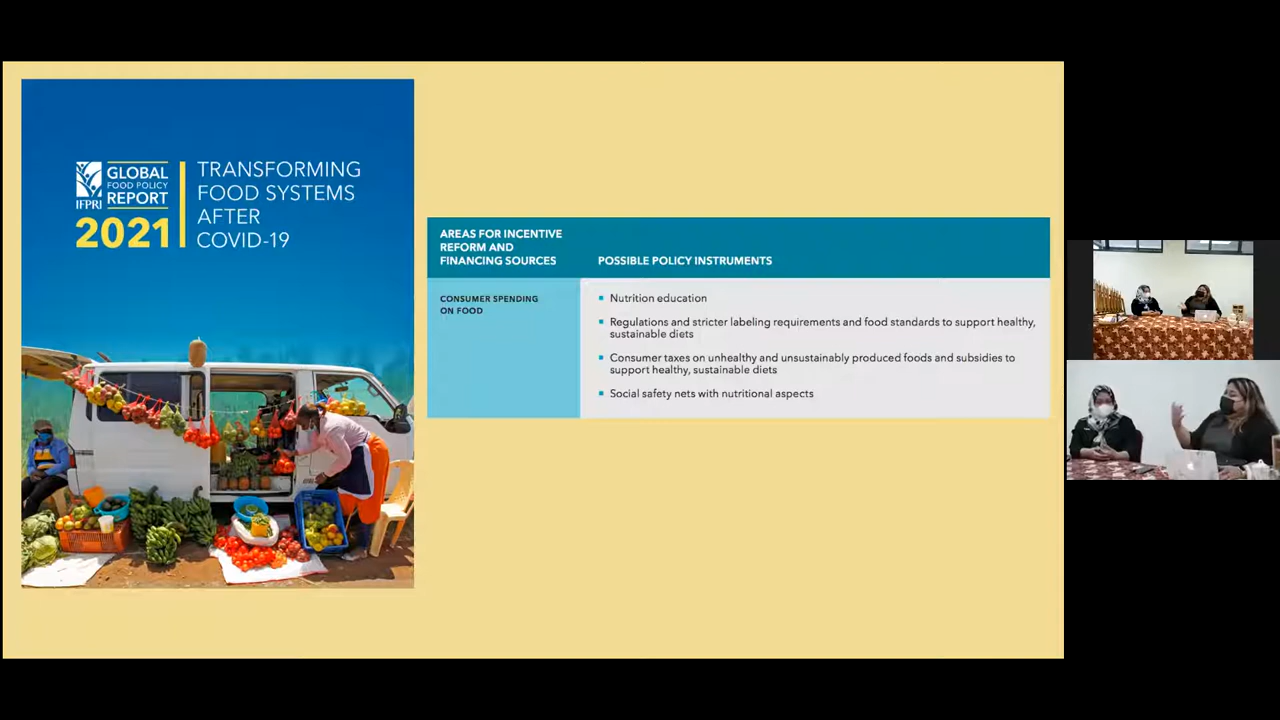 IFPRI
GLOBAL
FOOD POLICY
REPORT
2021
TRANSFORMING
FOOD SYSTEMS
AFTER
COVID-19
AREAS FOR INCENTIVE
REFORM AND
FINANCING SOURCES
POSSIBLE POLICY INSTRUMENTS
CONSUMER SPENDING
ON FOOD
Nutrition education
Regulations and stricter labeling requirements and food standards to support healthy,
sustainable diets
Consumer taxes on unhealthy and unsustainably produced foods and subsidies to
support healthy, sustainable diets
Social safety nets with nutritional aspects